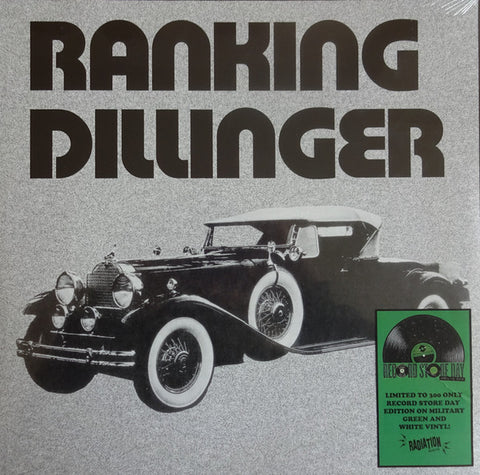 RANKING
DILLINGER
RECORD STORE DAY
LIMITED TO 300 ONLY
RECORD STORE DAY
EDITION ON MILITARY
GREEN AND
WHITE VINYL!
RADIATION